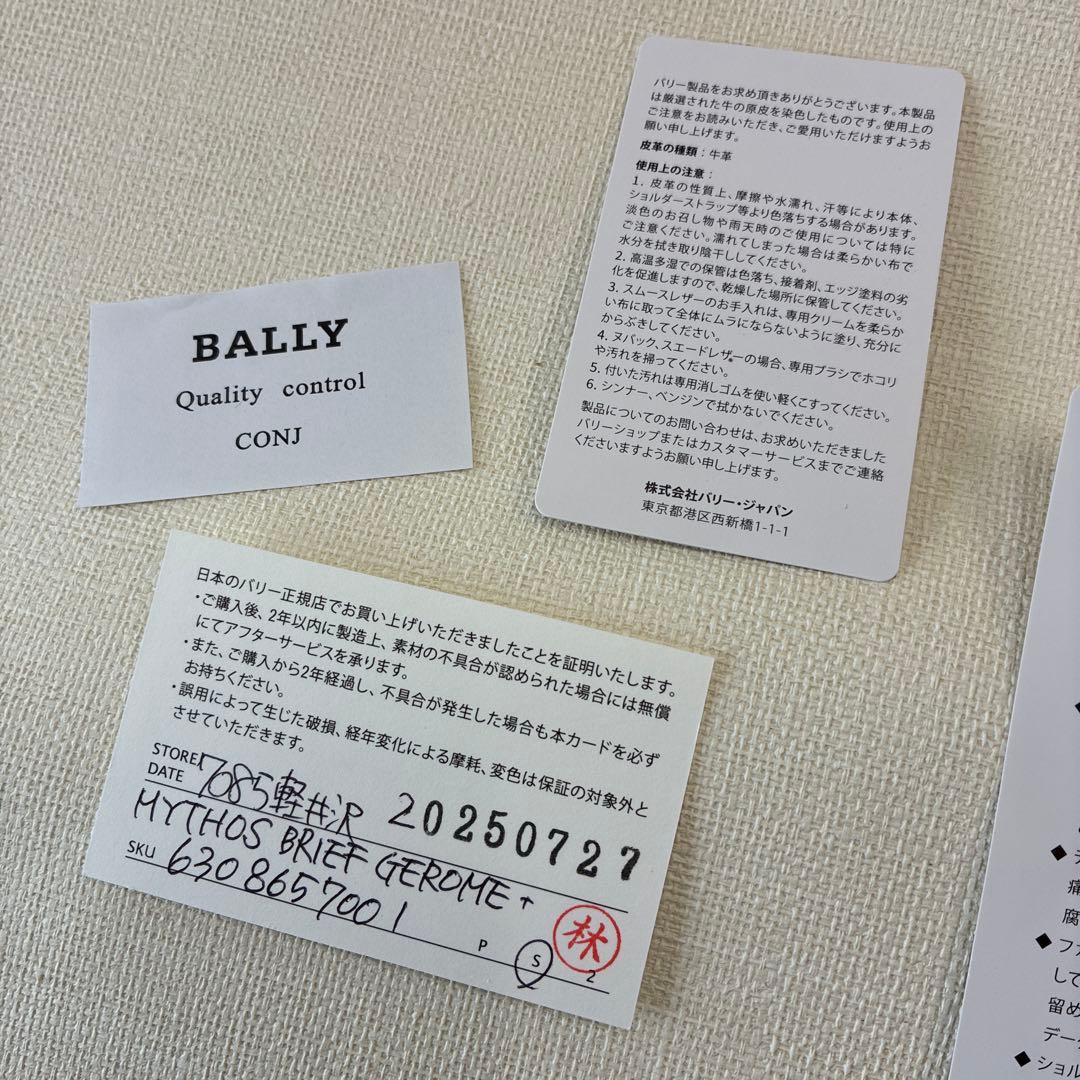 BALLY
Quality control
CONJ
バリー製品をお求め頂きありがとうございます。本製品
は厳選された牛の原皮を染色したものです。使用上の
ご注意をお読みいただき、ご愛用いただけますようお
願い申し上げます。
皮革の種類：牛革
使用上の注意：
1. 皮革の性質上、摩擦や水濡れ、汗等により本体、
ショルダーストラップ等より色落ちする場合があります。
淡色のお召し物や雨天時のご使用については特に
ご注意ください。濡れてしまった場合は柔らかい布で
水分を拭き取り陰干ししてください。
2. 高温多湿での保管は色落ち、接着剤、エッジ塗料の劣
化を促進しますので、乾燥した場所に保管してください。
3. スムースレザーのお手入れは、専用クリームを柔らか
い布に取って全体にムラにならないように塗り、充分に
からぶきしてください。
4. ヌバック、スエードレザーの場合、専用ブラシでホコリ
や汚れを掃ってください。
5. 付いた汚れは専用消しゴムを使い軽くこすってください。
6. シンナー、ベンジンで拭かないでください。
製品についてのお問い合わせは、お求めいただきました
バリーショップまたはカスタマーサービスまでご連絡
くださいますようお願い申し上げます。
株式会社バリー・ジャパン
東京都港区西新橋1-1-1
日本のバリー正規店でお買い上げいただきましたことを証明いたします。
・ご購入後、2年以内に製造上、素材の不具合が認められた場合には無償
にてアフターサービスを承ります。
・また、ご購入から2年経過し、不具合が発生した場合も本カードを必ず
お持ちください。
・誤用によって生じた破損、経年変化による摩耗、変色は保証の対象外と
させていただきます。
STORE 7085軽井沢 20250727
DATE
MYTHOS BRIEF GEROME
SKU 6308657001
P S 2
林
痛
腐
◆ フ
して
留め
デー
◆ ショル